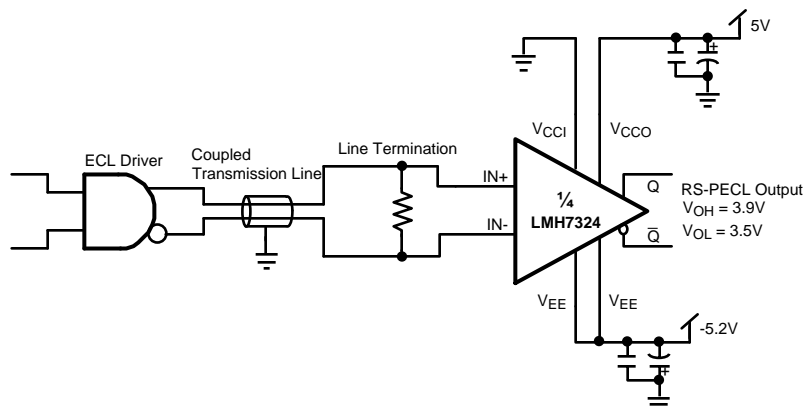 5V
ECL Driver
Coupled
Transmission Line
Line Termination
VCCI
VCCO
IN+
IN-
¼
LMH7324
Q
Q̅
RS-PECL Output
VOH = 3.9V
VOL = 3.5V
VEE
VEE
-5.2V
+
+